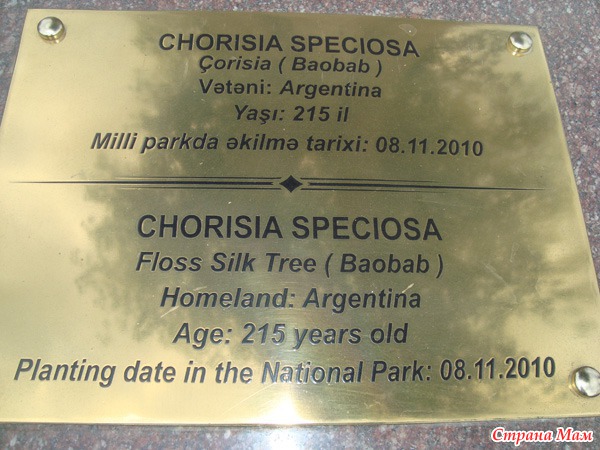 CHORISIA SPECIOSA
Çorisia ( Baobab )
Vətəni: Argentina
Yaşı: 215 il
Milli parkda əkilmə tarixi: 08.11.2010
CHORISIA SPECIOSA
Floss Silk Tree ( Baobab )
Homeland: Argentina
Age: 215 years old
Planting date in the National Park: 08.11.2010
Страна Мам